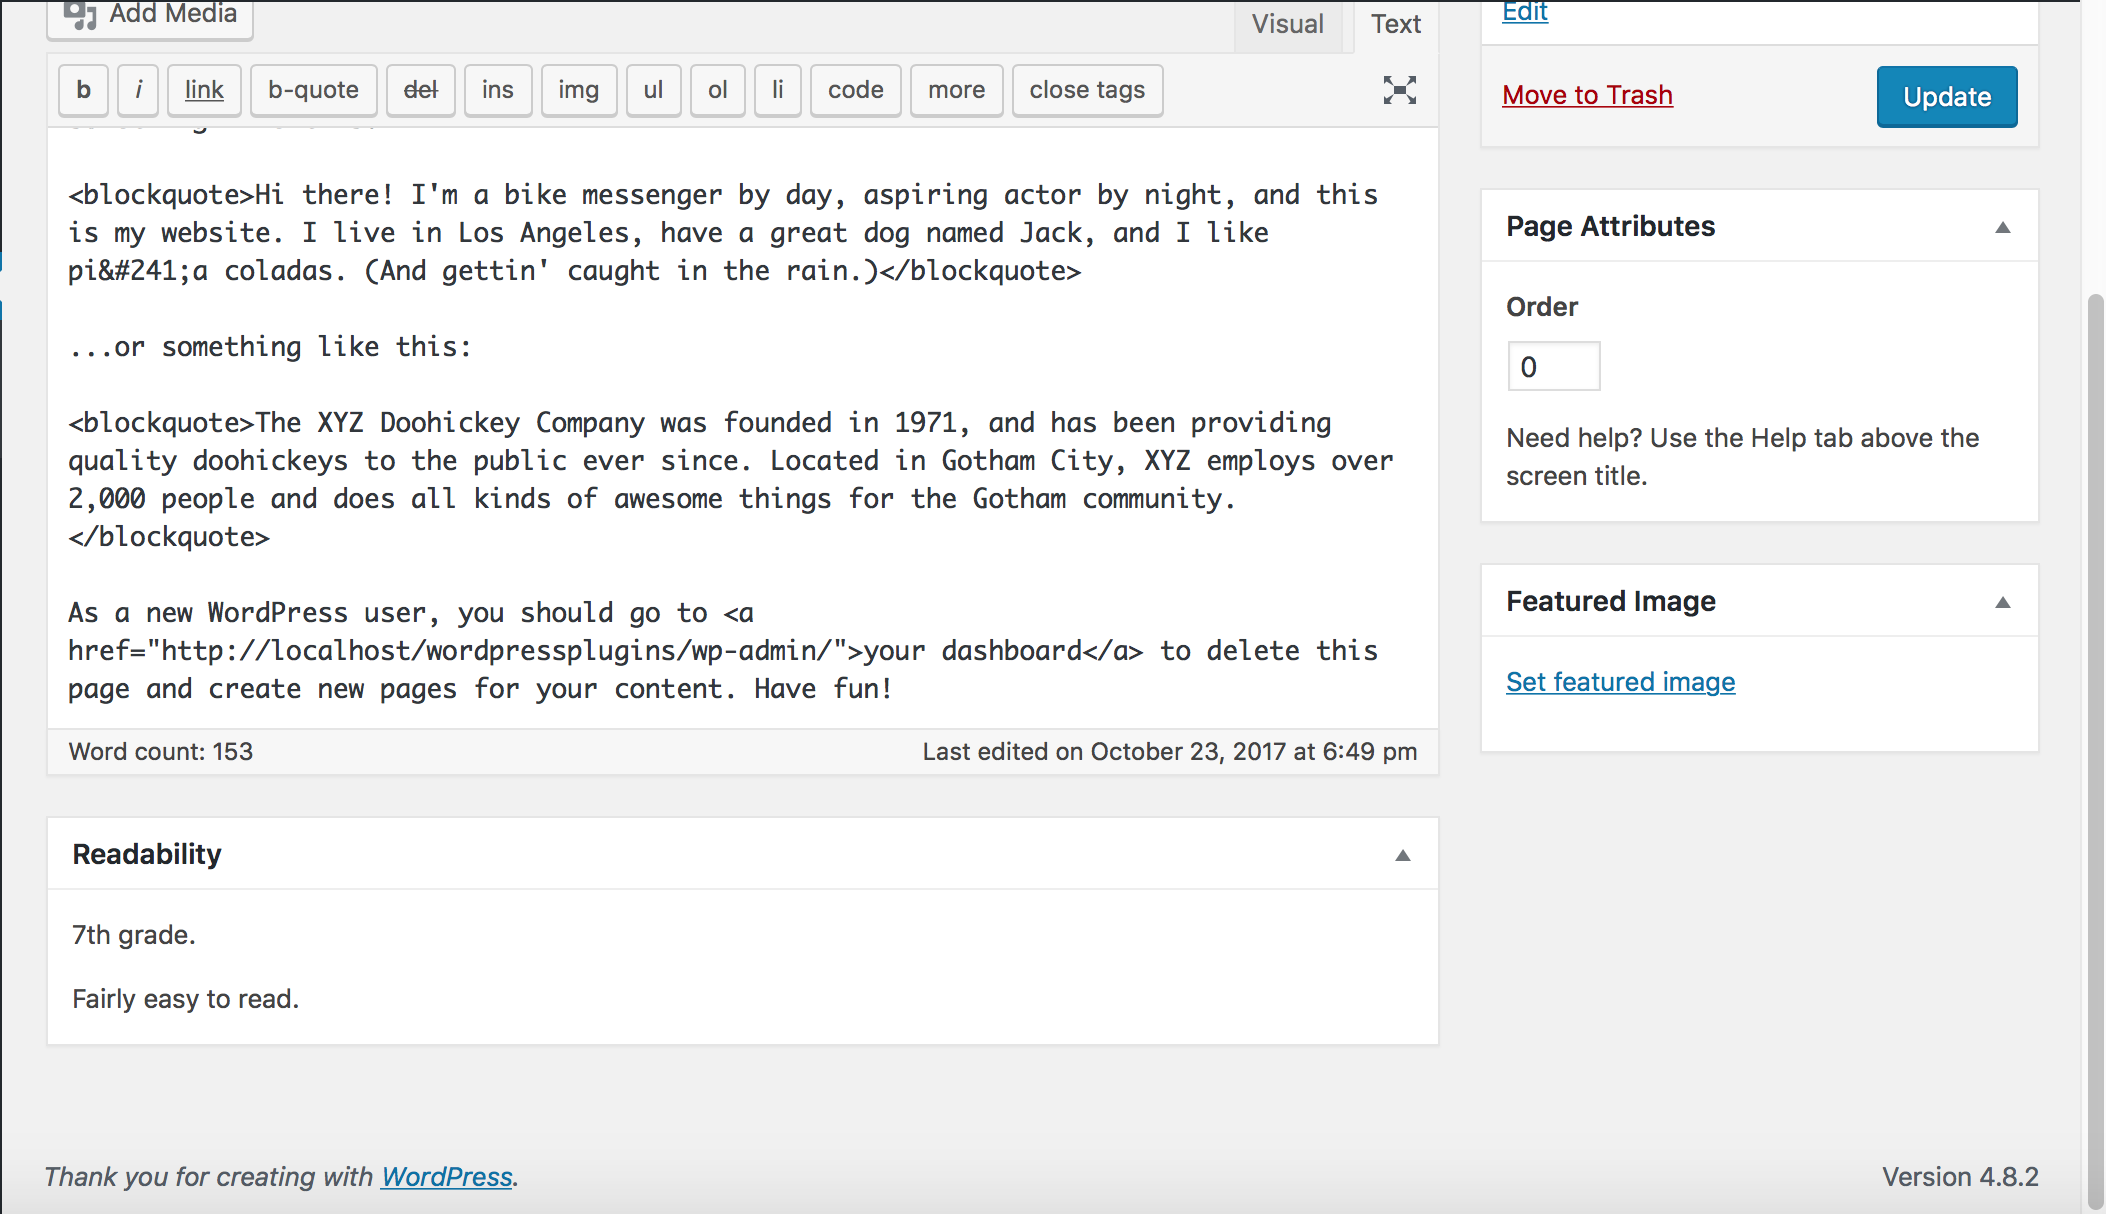 Add Media
Visual
Text
b
i
link
b-quote
del
ins
img
ul
ol
li
code
more
close tags
<blockquote>Hi there! I'm a bike messenger by day, aspiring actor by night, and this
is my website. I live in Los Angeles, have a great dog named Jack, and I like
pi&#241;a coladas. (And gettin' caught in the rain.)</blockquote>
...or something like this:
<blockquote>The XYZ Doohickey Company was founded in 1971, and has been providing
quality doohickeys to the public ever since. Located in Gotham City, XYZ employs over
2,000 people and does all kinds of awesome things for the Gotham community.
</blockquote>
As a new WordPress user, you should go to <a
href="http://localhost/wordpressplugins/wp-admin/">your dashboard</a> to delete this
page and create new pages for your content. Have fun!
Word count: 153
Last edited on October 23, 2017 at 6:49 pm
Readability
7th grade.
Fairly easy to read.
Edit
Move to Trash
Update
Page Attributes
Order
0
Need help? Use the Help tab above the
screen title.
Featured Image
Set featured image
Thank you for creating with WordPress.
Version 4.8.2